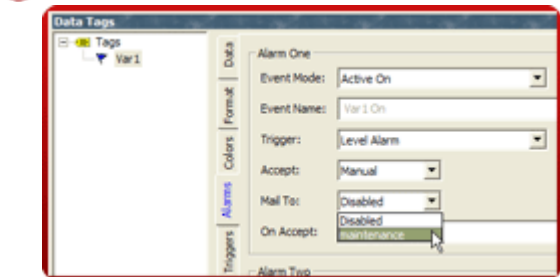 Data Tags
Tags
Var1
Data
Format
Colors
Alarms
Triggers
Alarm One
Event Mode: Active On
Event Name: Var1 On
Trigger: Level Alarm
Accept: Manual
Mail To: Disabled
Disabled
maintenance
On Accept:
Alarm Two